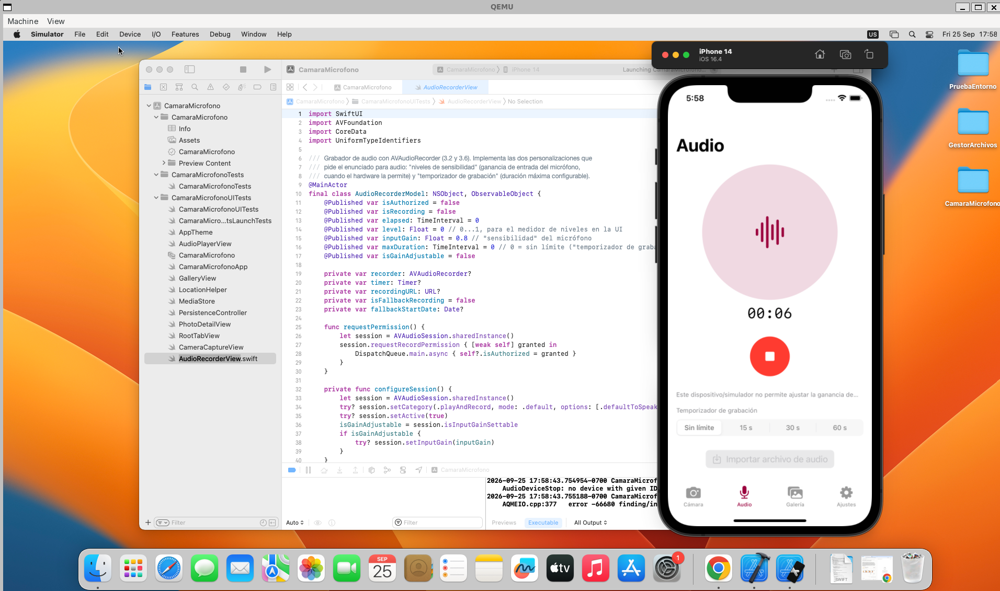 QEMU
Machine View
Simulator File Edit Device I/O Features Debug Window Help
US
Fri 25 Sep 17:58
iPhone 14
iOS 16.4
PruebaEntorno
GestorArchivos
CamaraMicrofono
CamaraMicrofono
CamaraMicrofono iPhone 14
Launching CamaraMicrofono...
CamaraMicrofono
AudioRecorderView
CamaraMicrofono CamaraMicrofonoUITests AudioRecorderView No Selection
CamaraMicrofono
CamaraMicrofono
Info
Assets
CamaraMicrofono
Preview Content
CamaraMicrofonoTests
CamaraMicrofonoTests
CamaraMicrofonoUITests
CamaraMicrofonoUITests
CamaraMicro...tsLaunchTests
AppTheme
AudioPlayerView
CamaraMicrofono
CamaraMicrofonoApp
GalleryView
LocationHelper
MediaStore
PersistenceController
PhotoDetailView
RootTabView
CameraCaptureView
AudioRecorderView.swift
Filter
1 import SwiftUI
2 import AVFoundation
3 import CoreData
4 import UniformTypeIdentifiers
5
6 /// Grabador de audio con AVAudioRecorder (3.2 y 3.6). Implementa las dos personalizaciones que
7 /// pide el enunciado para audio: "niveles de sensibilidad" (ganancia de entrada del micrófono,
8 /// cuando el hardware la permite) y "temporizador de grabación" (duración máxima configurable).
9 @MainActor
10 final class AudioRecorderModel: NSObject, ObservableObject {
11 @Published var isAuthorized = false
12 @Published var isRecording = false
13 @Published var elapsed: TimeInterval = 0
14 @Published var level: Float = 0 // 0...1, para el medidor de niveles en la UI
15 @Published var inputGain: Float = 0.8 // "sensibilidad" del micrófono
16 @Published var maxDuration: TimeInterval = 0 // 0 = sin límite ("temporizador de graba
17 @Published var isGainAdjustable = false
18
19 private var recorder: AVAudioRecorder?
20 private var timer: Timer?
21 private var recordingURL: URL?
22 private var isFallbackRecording = false
23 private var fallbackStartDate: Date?
24
25 func requestPermission() {
26 let session = AVAudioSession.sharedInstance()
27 session.requestRecordPermission { [weak self] granted in
28 DispatchQueue.main.async { self?.isAuthorized = granted }
29 }
30 }
31
32 private func configureSession() {
33 let session = AVAudioSession.sharedInstance()
34 try? session.setCategory(.playAndRecord, mode: .default, options: [.defaultToSpeak
35 try? session.setActive(true)
36 isGainAdjustable = session.isInputGainSettable
37 if isGainAdjustable {
38 try? session.setInputGain(inputGain)
39 }
40 }
CamaraMicrofono
2026-09-25 17:58:43.754954-0700 CamaraMicrof
AudioDeviceStop: no device with given ID
2026-09-25 17:58:43.755188-0700 CamaraMicrof
AQMEIO.cpp:377 error -66680 finding/in
Auto
Filter
Previews Executable All Output
5:58
Audio
00:06
Este dispositivo/simulador no permite ajustar la ganancia de...
Temporizador de grabación
Sin límite 15 s 30 s 60 s
Importar archivo de audio
Cámara Audio Galería Ajustes
SEP
25
tv
1
SWIFT